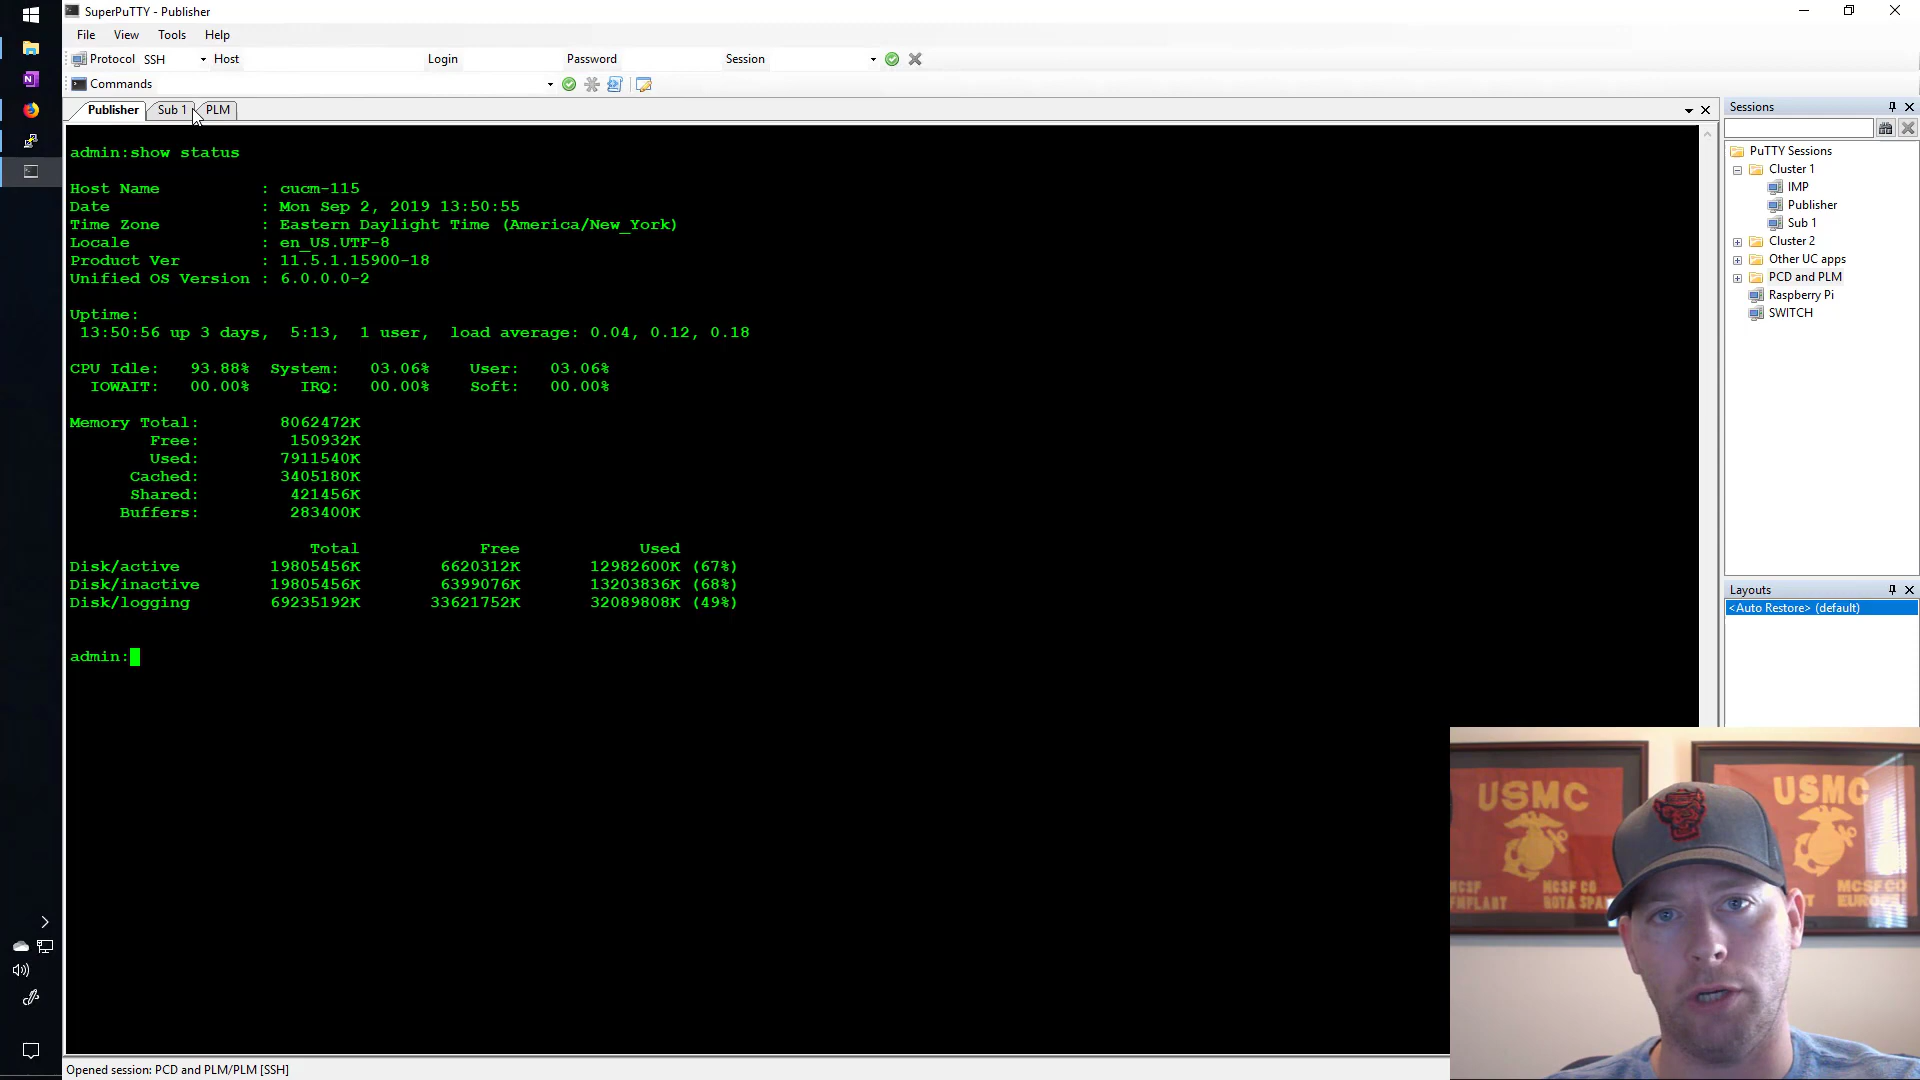 SuperPuTTY - Publisher
File View Tools Help
Protocol SSH Host Login Password Session
Commands
Publisher Sub 1 PLM
admin:show status
Host Name : cucm-115
Date : Mon Sep 2, 2019 13:50:55
Time Zone : Eastern Daylight Time (America/New_York)
Locale : en_US.UTF-8
Product Ver : 11.5.1.15900-18
Unified OS Version : 6.0.0.0-2
Uptime:
13:50:56 up 3 days, 5:13, 1 user, load average: 0.04, 0.12, 0.18
CPU Idle: 93.88% System: 03.06% User: 03.06%
IOWAIT: 00.00% IRQ: 00.00% Soft: 00.00%
Memory Total: 8062472K
Free: 150932K
Used: 7911540K
Cached: 3405180K
Shared: 421456K
Buffers: 283400K
Total Free Used
Disk/active 19805456K 6620312K 12982600K (67%)
Disk/inactive 19805456K 6399076K 13203836K (68%)
Disk/logging 69235192K 33621752K 32089808K (49%)
admin:
Sessions
PuTTY Sessions
Cluster 1
IMP
Publisher
Sub 1
Cluster 2
Other UC apps
PCD and PLM
Raspberry Pi
SWITCH
Layouts
<Auto Restore> (default)
USMC
MCSF CO
ROTA SPA
USMC
MCSF CO
EUROP
Opened session: PCD and PLM/PLM [SSH]